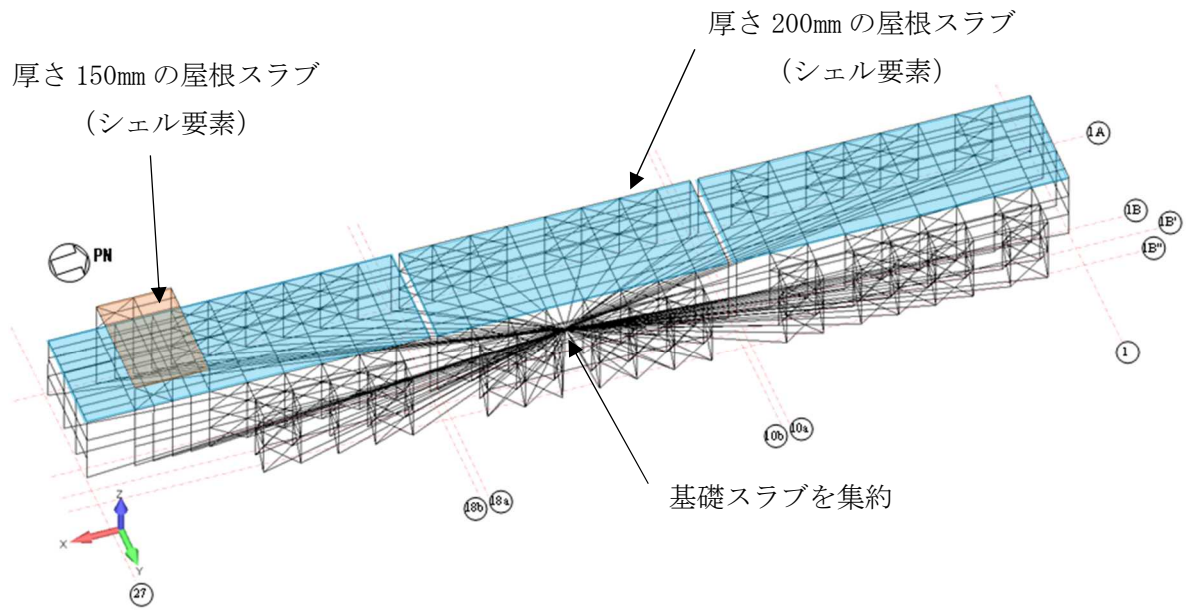 厚さ 200㎜ の屋根スラブ
（シェル要素）
厚さ 150㎜ の屋根スラブ
（シェル要素）
1A
1B
1B'
1B"
PN
1
10b
10a
基礎スラブを集約
18b
18a
Z
X
Y
27